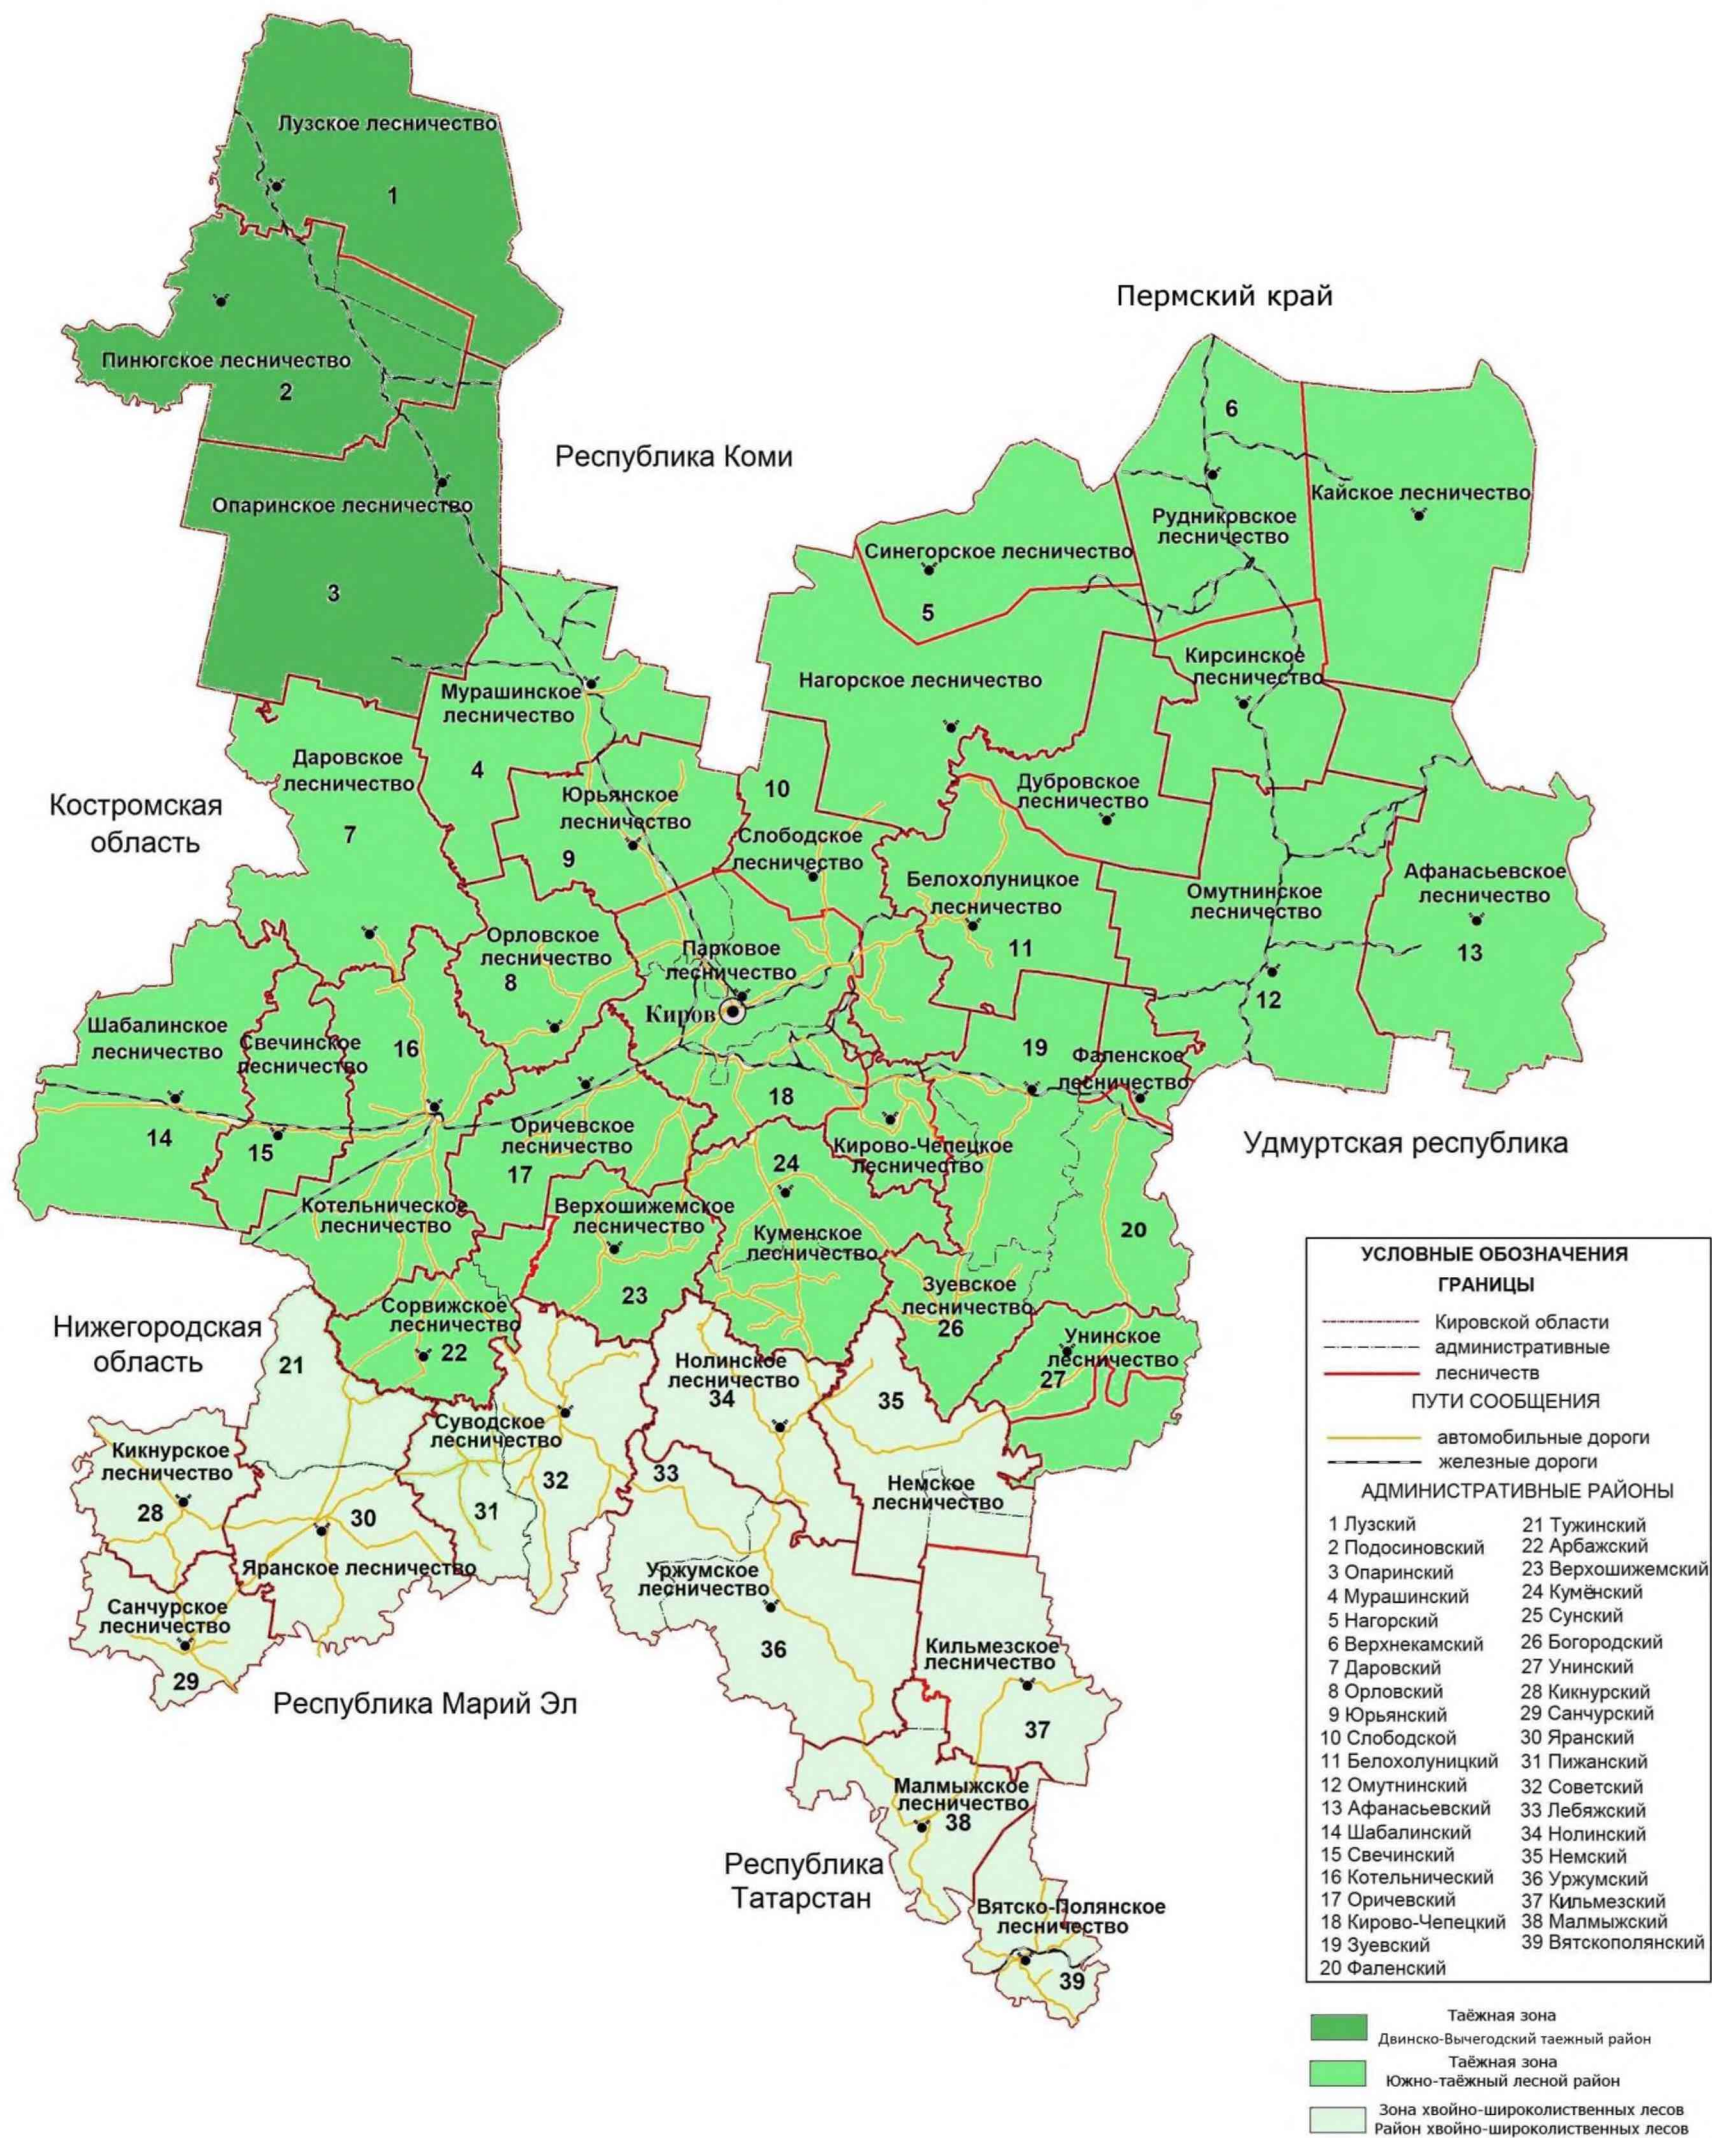 Лузское лесничество
1
Пинюгское лесничество
2
Опаринское лесничество
3
Республика Коми
Пермский край
6
Кайское лесничество
Рудниковское
лесничество
Синегорское лесничество
5
Кирсинское
лесничество
Нагорское лесничество
Мурашинское
лесничество
4
Даровское
лесничество
7
Костромская
область
Юрьянское
лесничество
9
10
Слободское
лесничество
Дубровское
лесничество
Белохолуницкое
лесничество
11
Омутнинское
лесничество
12
Афанасьевское
лесничество
13
Орловское
лесничество
8
Парковое
лесничество
Киров
Шабалинское
лесничество
14
Свечинское
лесничество
15
16
Котельническое
лесничество
Оричевское
лесничество
17
18
19
Фаленское
лесничество
20
Удмуртская республика
Кирово-Чепецкое
лесничество
24
Куменское
лесничество
Верхошижемское
лесничество
23
Зуевское
лесничество
26
Унинское
лесничество
27
Нижегородская
область
21
Сорвижское
лесничество
22
Нолинское
лесничество
34
35
Немское
лесничество
Суводское
лесничество
32
31
33
Кикнурское
лесничество
28
30
Яранское лесничество
Санчурское
лесничество
29
Республика Марий Эл
Уржумское
лесничество
36
Кильмезское
лесничество
37
Малмыжское
лесничество
38
Республика
Татарстан
Вятско-Полянское
лесничество
39
УСЛОВНЫЕ ОБОЗНАЧЕНИЯ
ГРАНИЦЫ
Кировской области
административные
лесничеств
ПУТИ СООБЩЕНИЯ
автомобильные дороги
железные дороги
АДМИНИСТРАТИВНЫЕ РАЙОНЫ
1 Лузский
2 Подосиновский
3 Опаринский
4 Мурашинский
5 Нагорский
6 Верхнекамский
7 Даровский
8 Орловский
9 Юрьянский
10 Слободской
11 Белохолуницкий
12 Омутнинский
13 Афанасьевский
14 Шабалинский
15 Свечинский
16 Котельнический
17 Оричевский
18 Кирово-Чепецкий
19 Зуевский
20 Фаленский
21 Тужинский
22 Арбажский
23 Верхошижемский
24 Кумёнский
25 Сунский
26 Богородский
27 Унинский
28 Кикнурский
29 Санчурский
30 Яранский
31 Пижанский
32 Советский
33 Лебяжский
34 Нолинский
35 Немский
36 Уржумский
37 Кильмезский
38 Малмыжский
39 Вятскополянский
Таёжная зона
Двинско-Вычегодский таежный район
Таёжная зона
Южно-таёжный лесной район
Зона хвойно-широколиственных лесов
Район хвойно-широколиственных лесов